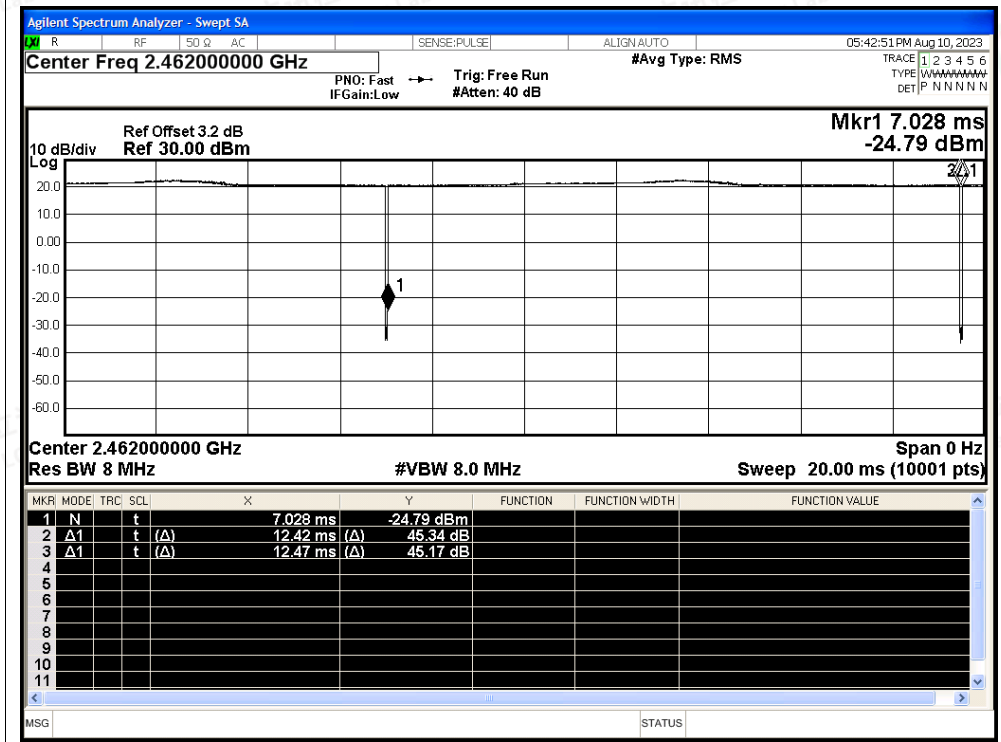 Agilent Spectrum Analyzer - Swept SA
LXI R RF 50 Ω AC SENSE:PULSE ALIGN AUTO 05:42:51 PM Aug 10, 2023
Center Freq 2.462000000 GHz #Avg Type: RMS TRACE 1 2 3 4 5 6
PNO: Fast Trig: Free Run TYPE WWWWWW
IFGain:Low #Atten: 40 dB DET P N N N N N
Mkr1 7.028 ms
Ref Offset 3.2 dB
10 dB/div Ref 30.00 dBm -24.79 dBm
Log
3Δ1
20.0
10.0
0.00
-10.0
1
-20.0
-30.0
-40.0
-50.0
-60.0
Center 2.462000000 GHz Span 0 Hz
Res BW 8 MHz #VBW 8.0 MHz Sweep 20.00 ms (10001 pts)
MKR MODE TRC SCL X Y FUNCTION FUNCTION WIDTH FUNCTION VALUE
1 N t 7.028 ms -24.79 dBm
2 Δ1 t (Δ) 12.42 ms (Δ) 45.34 dB
3 Δ1 t (Δ) 12.47 ms (Δ) 45.17 dB
4
5
6
7
8
9
10
11
MSG STATUS